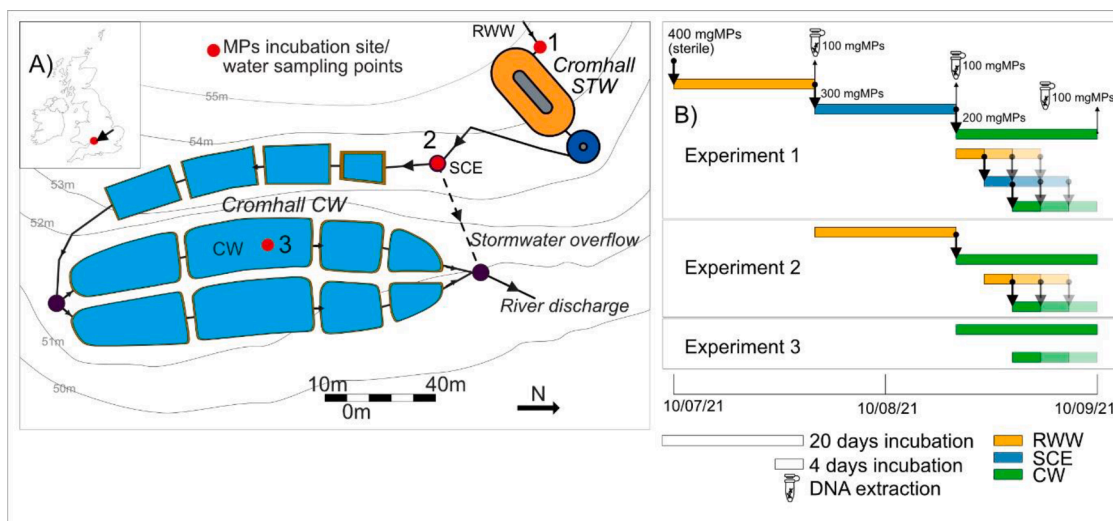 A)
MPs incubation site/
water sampling points
RWW
1
Cromhall
STW
55m
54m
2
SCE
53m
52m
Cromhall CW
CW
3
Stormwater overflow
River discharge
51m
50m
10m
40m
0m
N
400 mgMPs
(sterile)
100 mgMPs
100 mgMPs
100 mgMPs
300 mgMPs
200 mgMPs
B)
Experiment 1
Experiment 2
Experiment 3
10/07/21
10/08/21
10/09/21
20 days incubation
4 days incubation
DNA extraction
RWW
SCE
CW